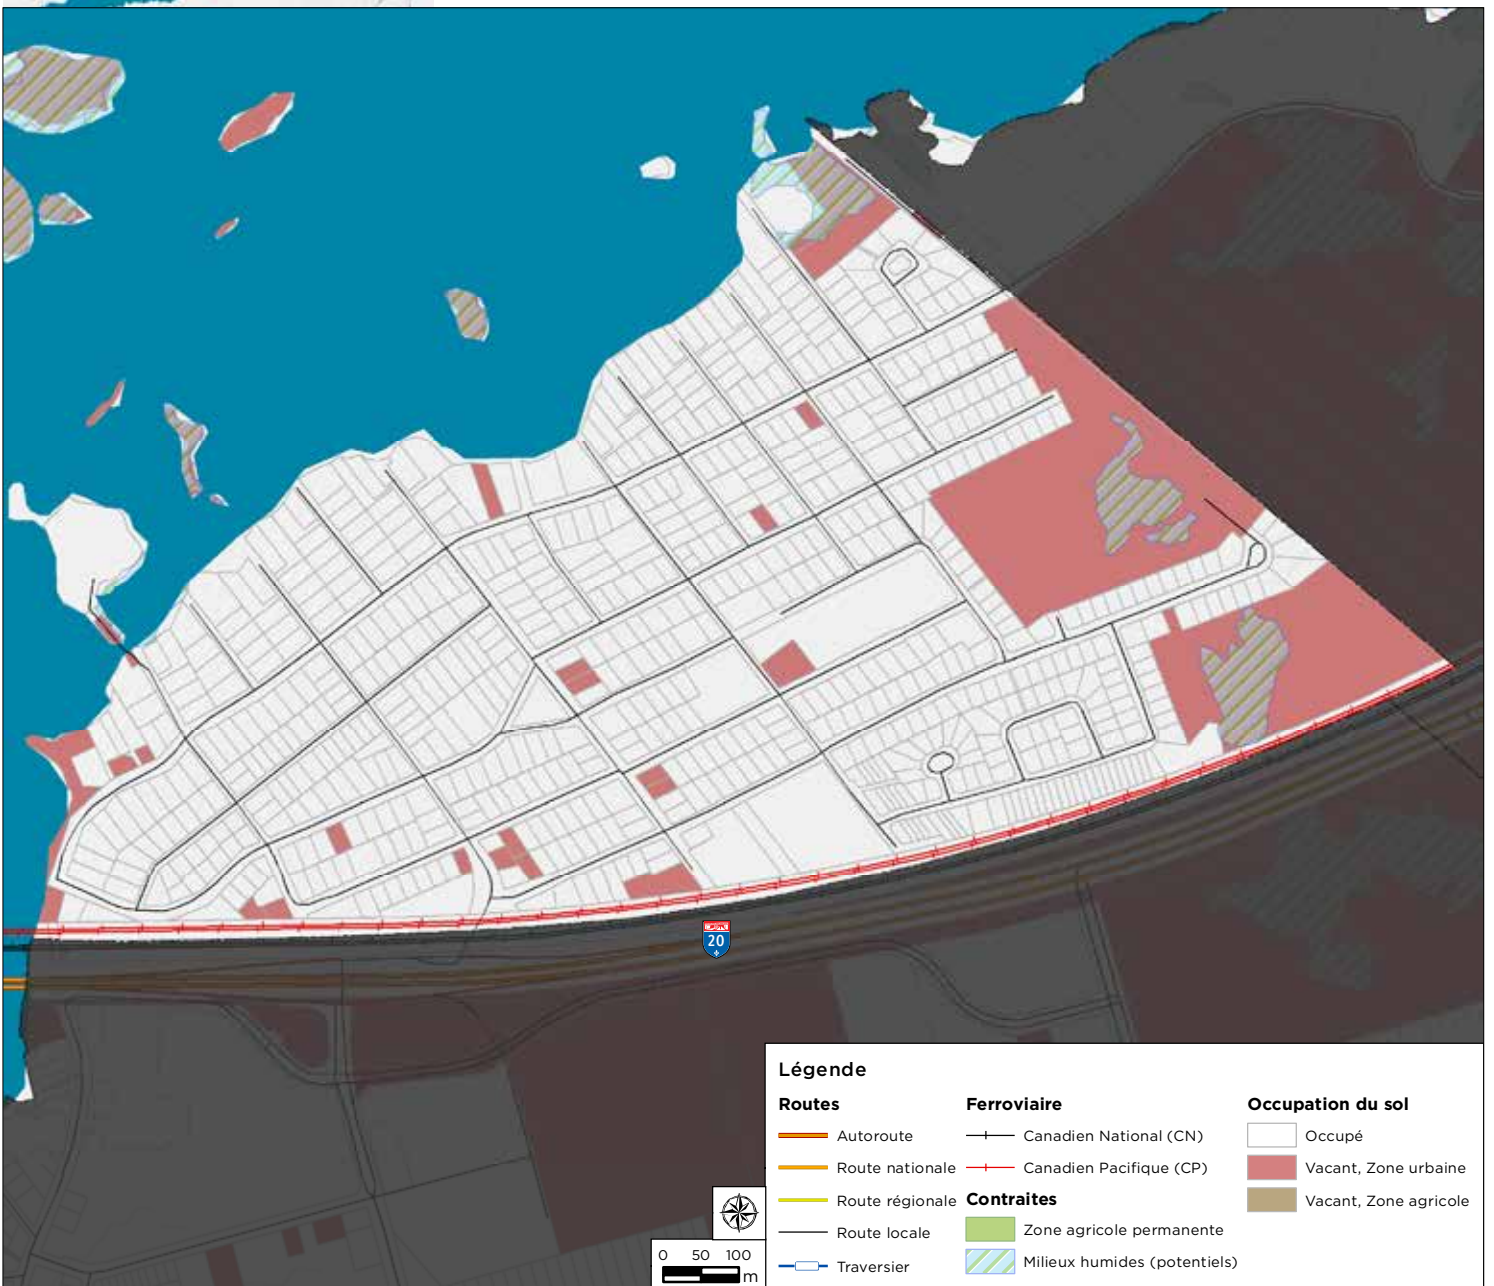 20
Légende
Routes
Autoroute
Route nationale
Route régionale
Route locale
Traversier
Ferroviaire
Canadien National (CN)
Canadien Pacifique (CP)
Contraites
Zone agricole permanente
Milieux humides (potentiels)
Occupation du sol
Occupé
Vacant, Zone urbaine
Vacant, Zone agricole
0 50 100
m